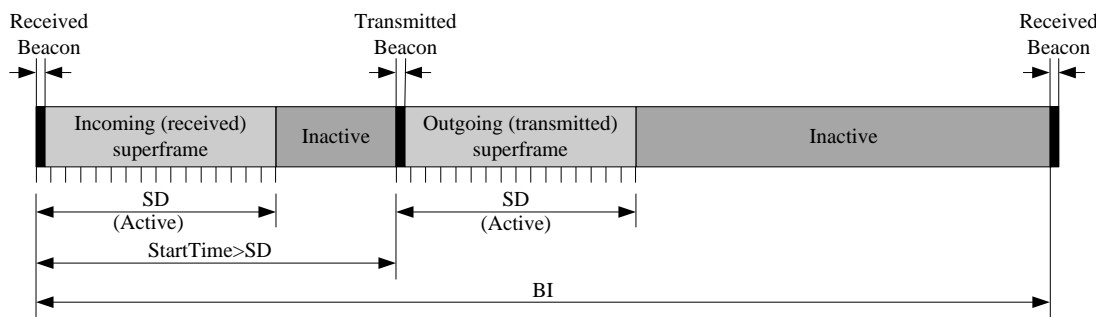 Received
Beacon
Transmitted
Beacon
Received
Beacon
Incoming (received)
superframe
Inactive
Outgoing (transmitted)
superframe
Inactive
SD
(Active)
SD
(Active)
StartTime>SD
BI